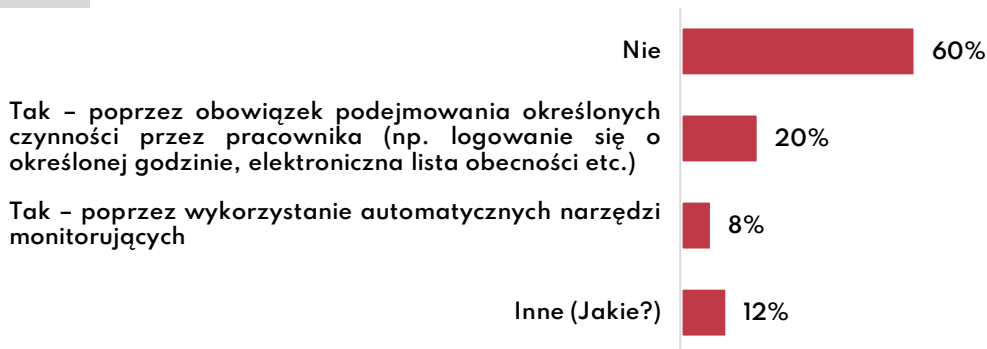 Nie
60%
Tak – poprzez obowiązek podejmowania określonych
czynności przez pracownika (np. logowanie się o
określonej godzinie, elektroniczna lista obecności etc.)
20%
Tak – poprzez wykorzystanie automatycznych narzędzi
monitorujących
8%
Inne (Jakie?)
12%